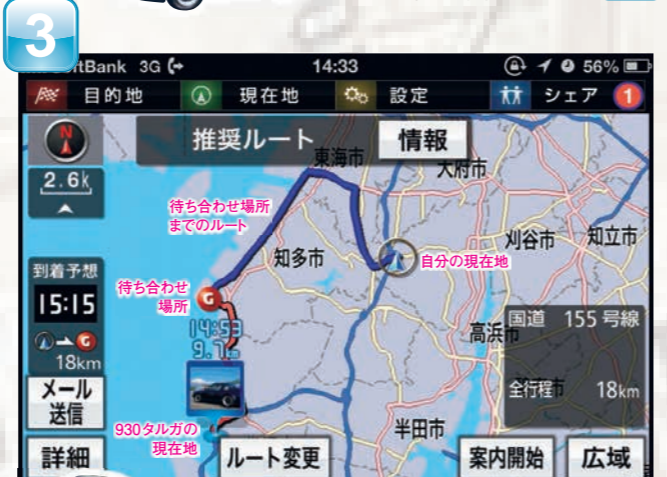 3
SoftBank 3G 14:33 56%
目的地 現在地 設定 シェア 1
N
推奨ルート 情報
東海市
大府市
2.6k
待ち合わせ場所
までのルート
知多市
自分の現在地
刈谷市 知立市
到着予想
15:15
待ち合わせ
場所
G
14:53
国道 155号線
高浜市
G
18km
全行程 18km
メール
送信
930タルガの
現在地
半田市
詳細 ルート変更 案内開始 広域